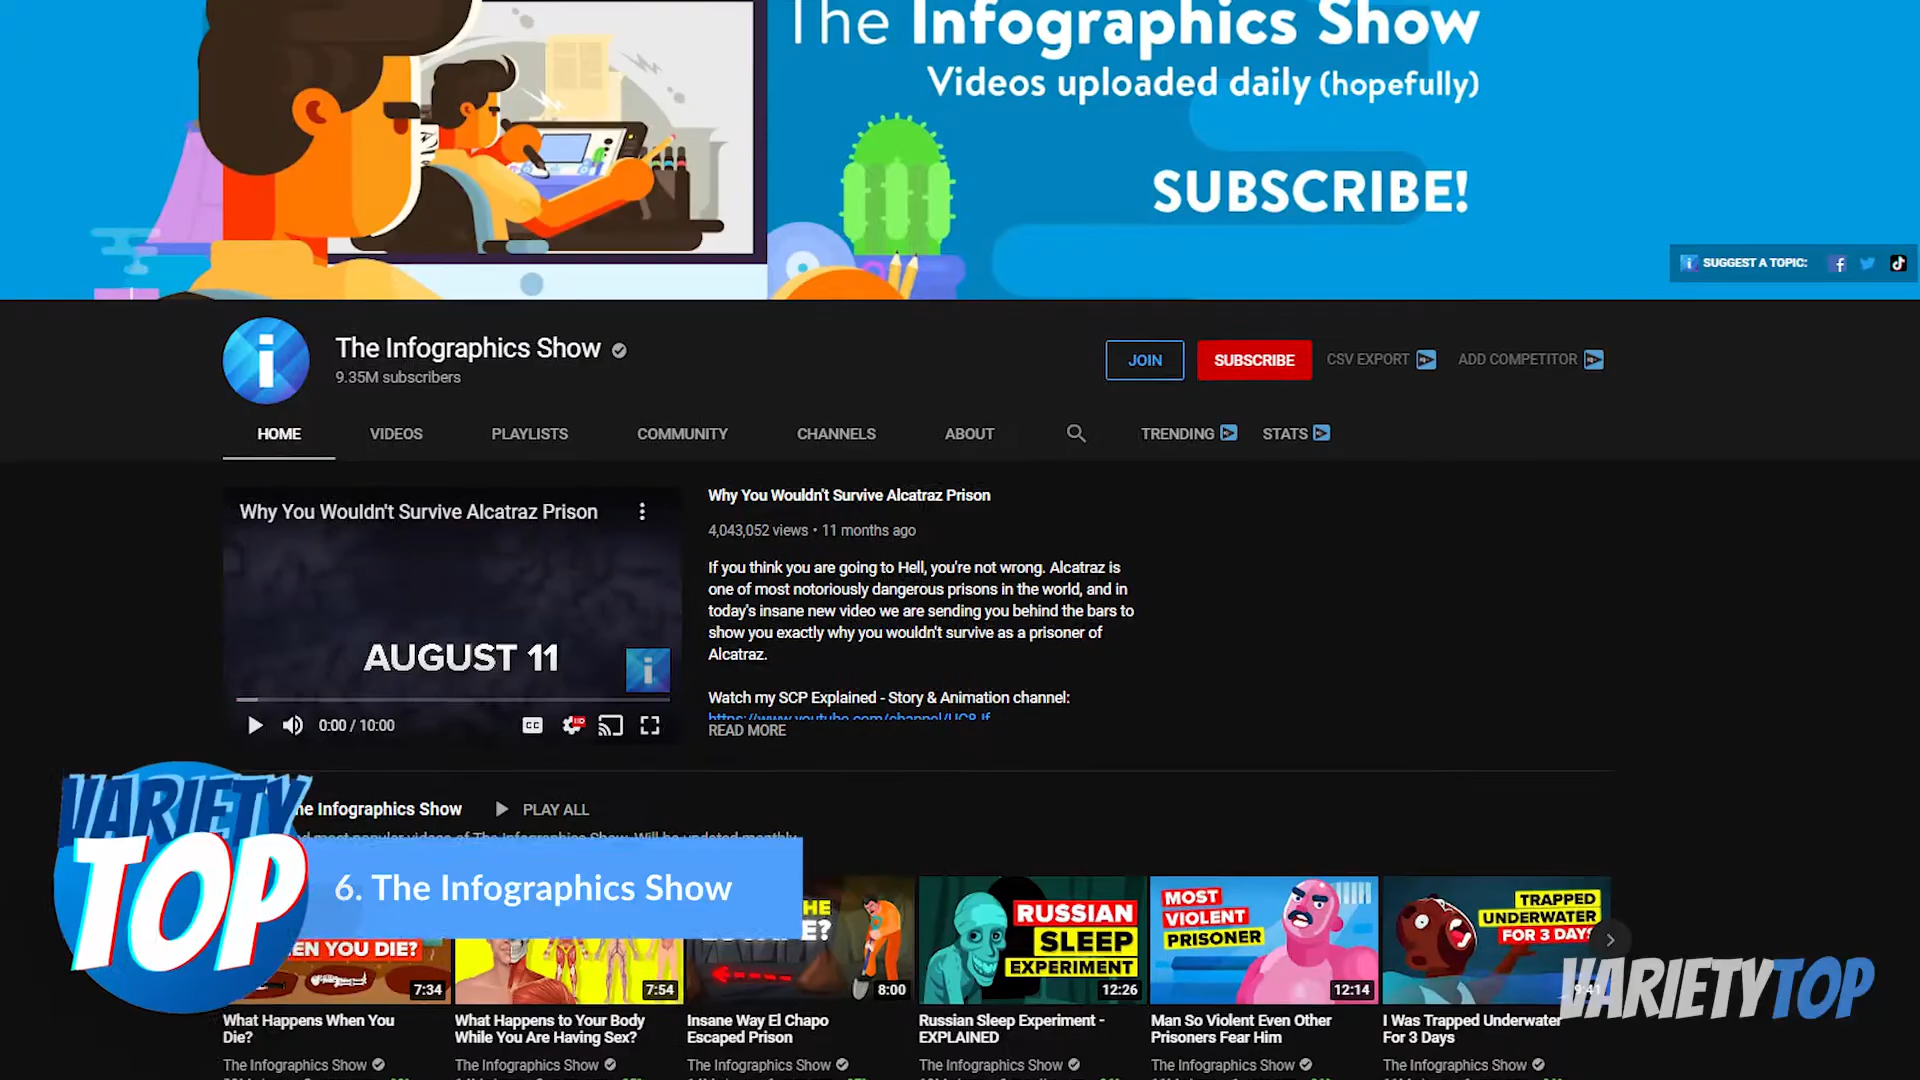 The Infographics Show
Videos uploaded daily (hopefully)
SUBSCRIBE!
SUGGEST A TOPIC:
The Infographics Show
9.35M subscribers
JOIN
SUBSCRIBE
CSV EXPORT
ADD COMPETITOR
HOME
VIDEOS
PLAYLISTS
COMMUNITY
CHANNELS
ABOUT
TRENDING
STATS
Why You Wouldn't Survive Alcatraz Prison
AUGUST 11
0:00 / 10:00
CC
HD
Why You Wouldn't Survive Alcatraz Prison
4,043,052 views • 11 months ago
If you think you are going to Hell, you're not wrong. Alcatraz is
one of most notoriously dangerous prisons in the world, and in
today's insane new video we are sending you behind the bars to
show you exactly why you wouldn't survive as a prisoner of
Alcatraz.
Watch my SCP Explained - Story & Animation channel:
READ MORE
Infographics Show
PLAY ALL
VARIETY
TOP
6. The Infographics Show
YOU DIE?
7:34
7:54
8:00
RUSSIAN
SLEEP
EXPERIMENT
12:26
MOST
VIOLENT
PRISONER
12:14
TRAPPED
UNDERWATER
FOR 3 DAYS
VARIETYTOP
What Happens When You
Die?
The Infographics Show
What Happens to Your Body
While You Are Having Sex?
The Infographics Show
Insane Way El Chapo
Escaped Prison
The Infographics Show
Russian Sleep Experiment -
EXPLAINED
The Infographics Show
Man So Violent Even Other
Prisoners Fear Him
The Infographics Show
I Was Trapped Underwater
For 3 Days
The Infographics Show